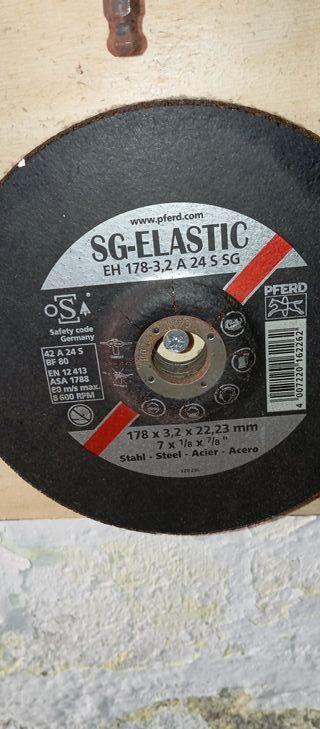 www.pferd.com
SG-ELASTIC
EH 178-3,2 A 24 S SG
PFERD
oSa
Safety code
Germany
42 A 24 S
BF 80
EN 12 413
ASA 1788
80 m/s max.
8 600 RPM
4 007220 162262
178 x 3,2 x 22,23 mm
7 x 1/8 x 7/8 "
Stahl - Steel - Acier - Acero